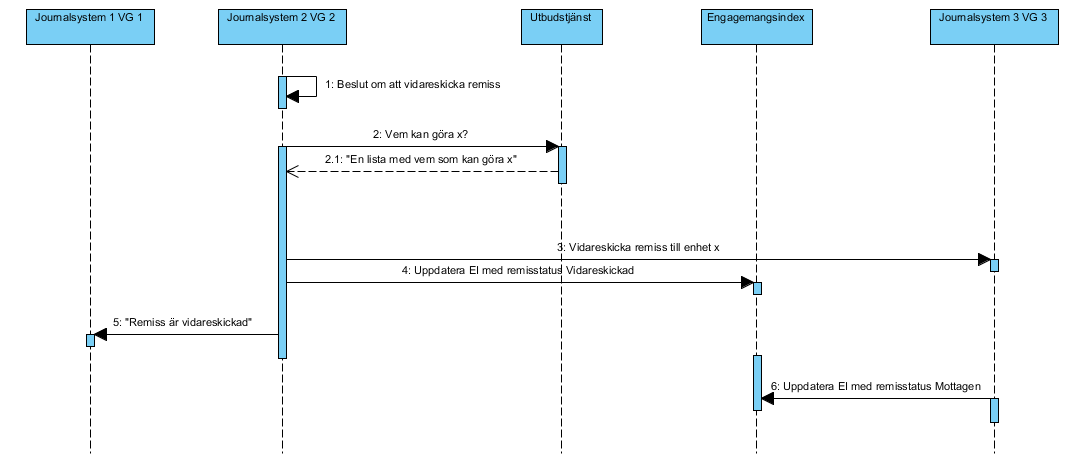 Journalsystem 1 VG 1
Journalsystem 2 VG 2
Utbudstjänst
Engagemangsindex
Journalsystem 3 VG 3
1: Beslut om att vidareskicka remiss
2: Vem kan göra x?
2.1: "En lista med vem som kan göra x"
3: Vidareskicka remiss till enhet x
4: Uppdatera EI med remisstatus Vidareskickad
5: "Remiss är vidareskickad"
6: Uppdatera EI med remisstatus Mottagen